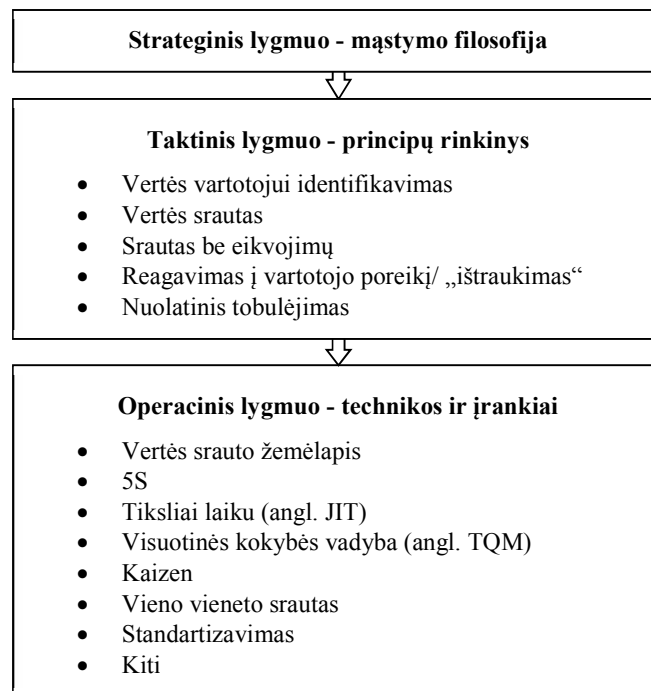 Strateginis lygmuo - mąstymo filosofija
Taktinis lygmuo - principų rinkinys
• Vertės vartotojui identifikavimas
• Vertės srautas
• Srautas be eikvojimų
• Reagavimas į vartotojo poreikį/ „ištraukimas“
• Nuolatinis tobulėjimas
Operacinis lygmuo - technikos ir įrankiai
• Vertės srauto žemėlapis
• 5S
• Tiksliai laiku (angl. JIT)
• Visuotinės kokybės vadyba (angl. TQM)
• Kaizen
• Vieno vieneto srautas
• Standartizavimas
• Kiti